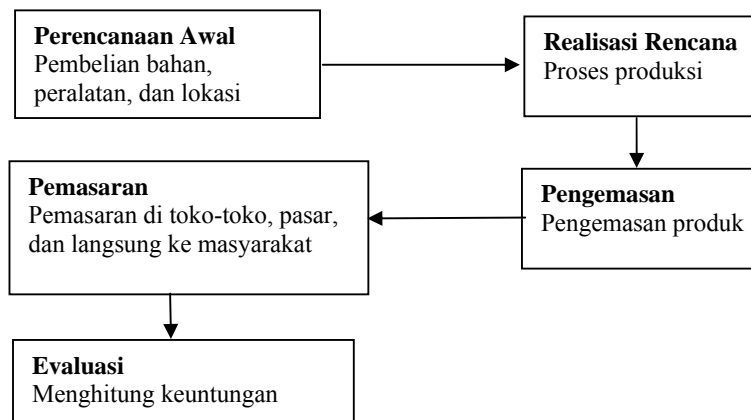 Perencanaan Awal
Pembelian bahan,
peralatan, dan lokasi
Realisasi Rencana
Proses produksi
Pengemasan
Pengemasan produk
Pemasaran
Pemasaran di toko-toko, pasar,
dan langsung ke masyarakat
Evaluasi
Menghitung keuntungan